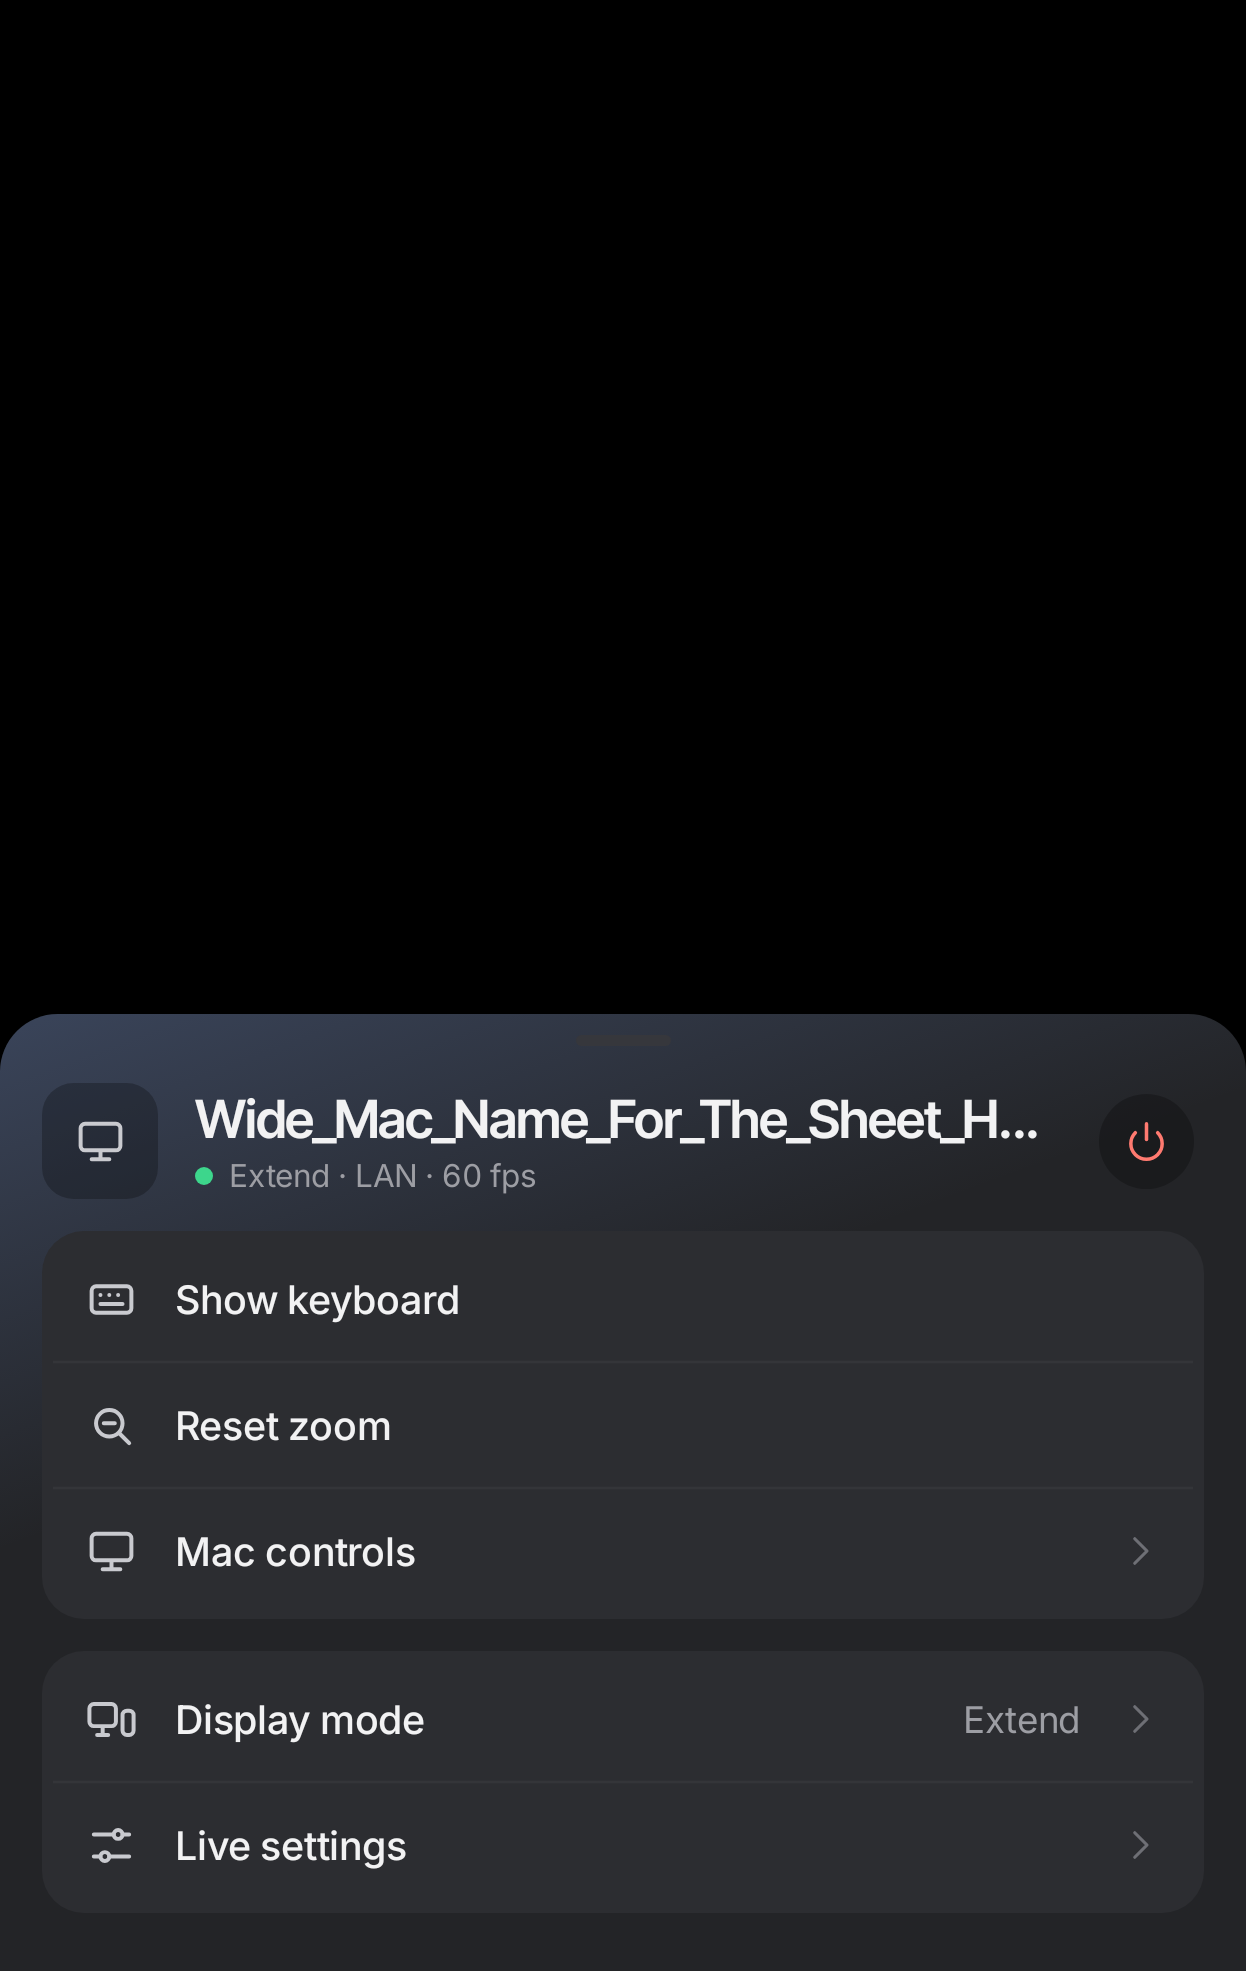 Wide_Mac_Name_For_The_Sheet_H...
Extend · LAN · 60 fps
Show keyboard
Reset zoom
Mac controls
Display mode
Extend
Live settings